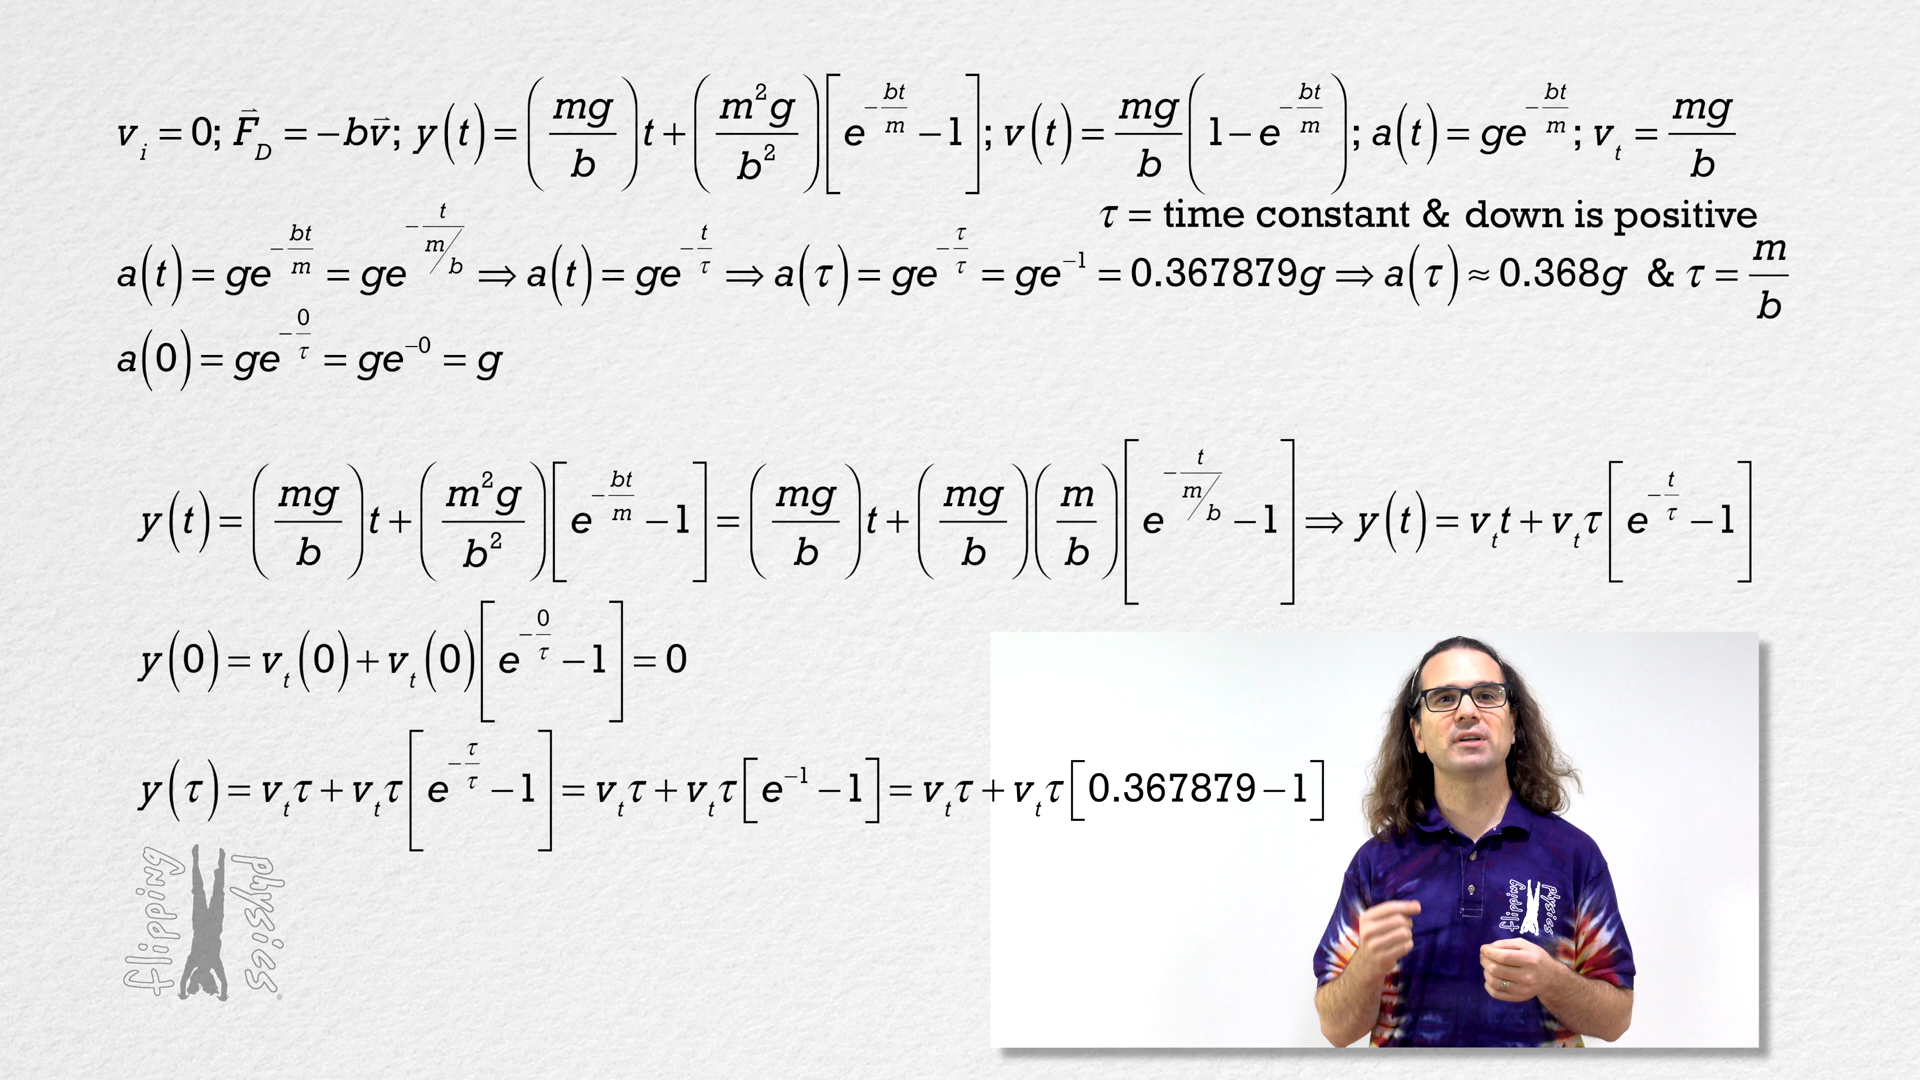 v_i = 0; F⃗_D = −bv⃗; y(t) = (mg/b)t + (m²g/b²)[e^(−bt/m) − 1]; v(t) = mg/b(1 − e^(−bt/m)); a(t) = ge^(−bt/m); v_t = mg/b
τ = time constant & down is positive
a(t) = ge^(−bt/m) = ge^(−t/(m/b)) ⇒ a(t) = ge^(−t/τ) ⇒ a(τ) = ge^(−τ/τ) = ge^(−1) = 0.367879g ⇒ a(τ) ≈ 0.368g & τ = m/b
a(0) = ge^(−0/τ) = ge^(−0) = g
y(t) = (mg/b)t + (m²g/b²)[e^(−bt/m) − 1] = (mg/b)t + (mg/b)(m/b)[e^(−t/(m/b)) − 1] ⇒ y(t) = v_t t + v_t τ[e^(−t/τ) − 1]
y(0) = v_t(0) + v_t(0)[e^(−0/τ) − 1] = 0
y(τ) = v_t τ + v_t τ[e^(−τ/τ) − 1] = v_t τ + v_t τ[e^(−1) − 1] = v_t τ + v_t τ[0.367879 − 1]
flipping physics
flipping physics